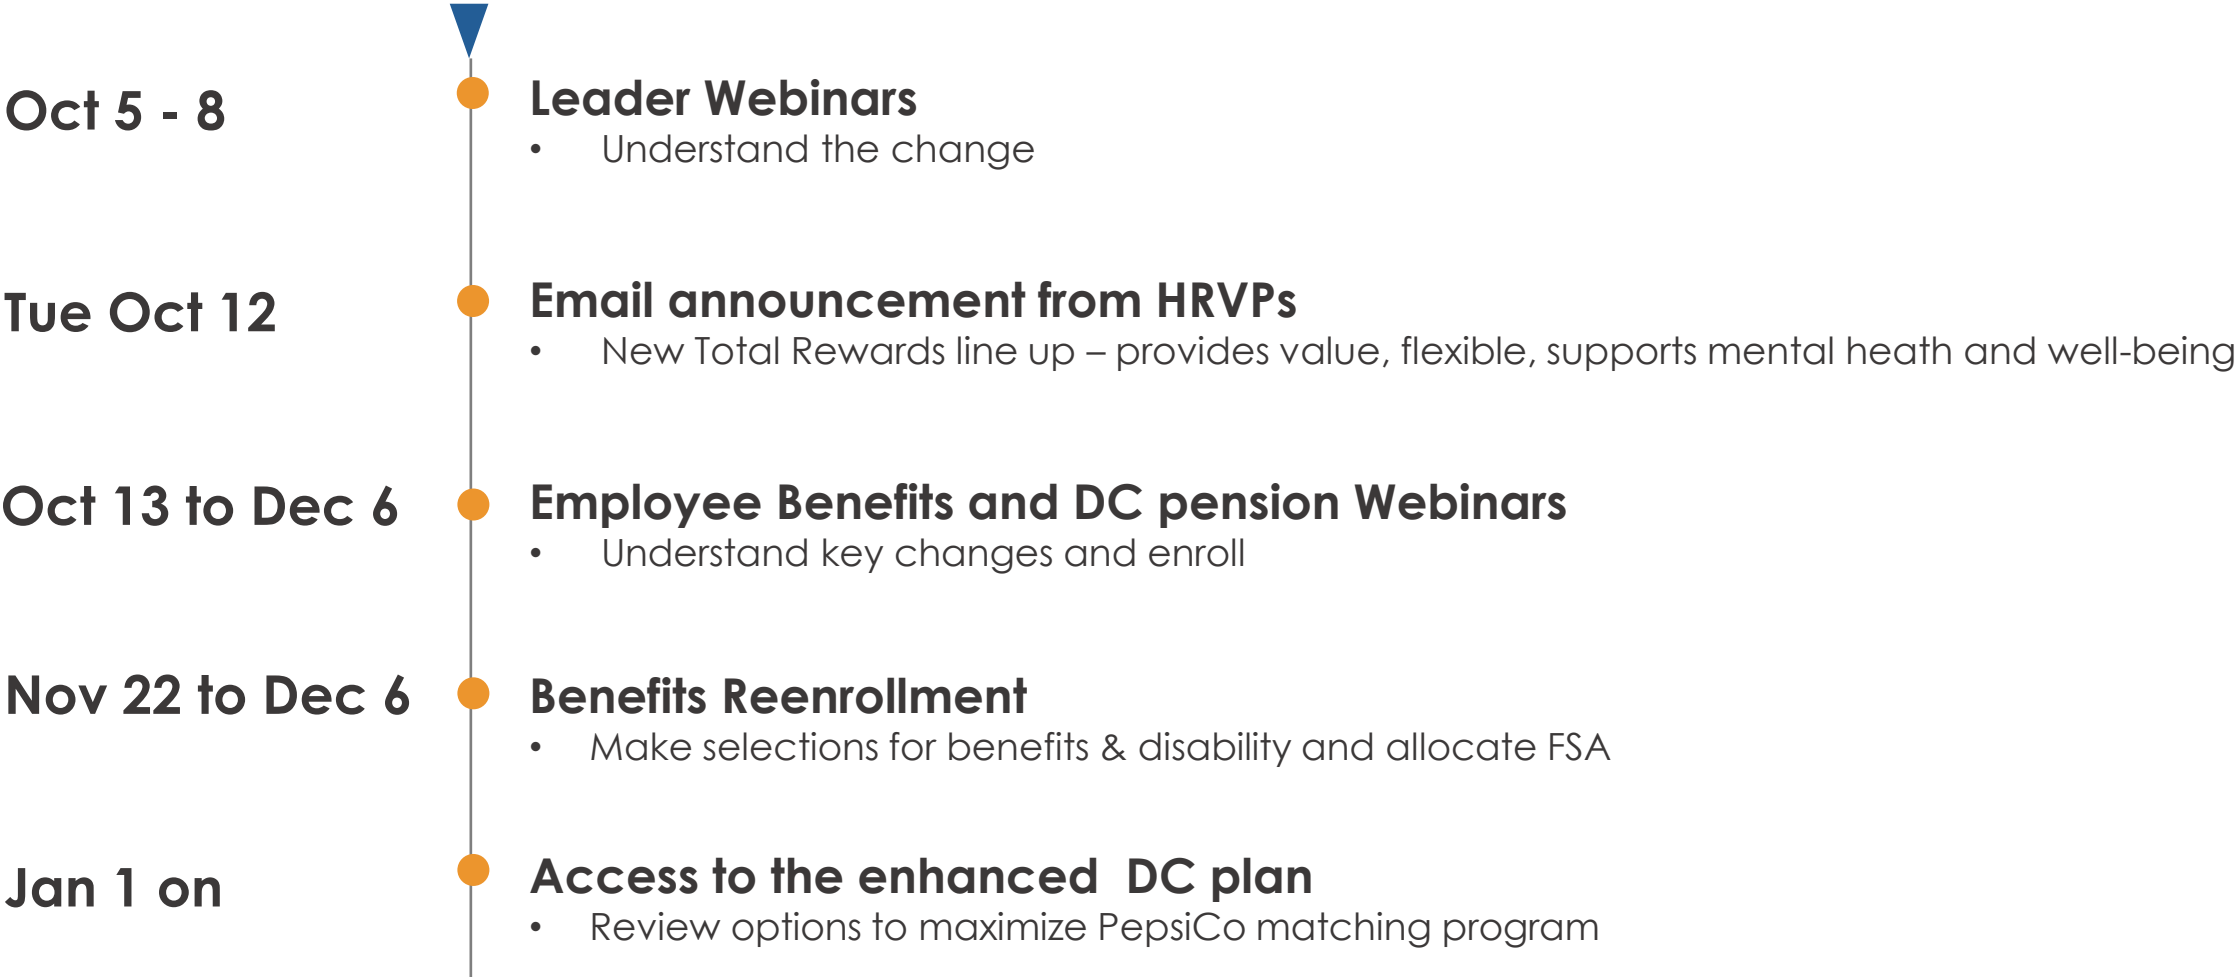 Oct 5 - 8
Leader Webinars
• Understand the change
Tue Oct 12
Email announcement from HRVPs
• New Total Rewards line up – provides value, flexible, supports mental heath and well-being
Oct 13 to Dec 6
Employee Benefits and DC pension Webinars
• Understand key changes and enroll
Nov 22 to Dec 6
Benefits Reenrollment
• Make selections for benefits & disability and allocate FSA
Jan 1 on
Access to the enhanced  DC plan
• Review options to maximize PepsiCo matching program